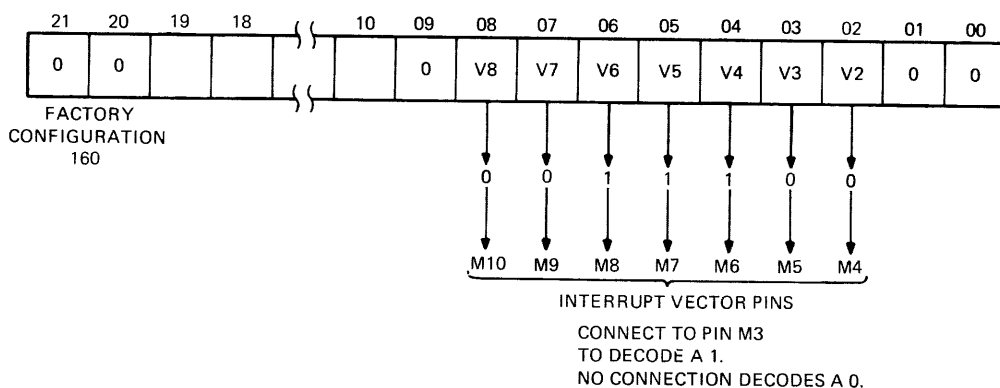 21 20 19 18 10 09 08 07 06 05 04 03 02 01 00
0 0 0 V8 V7 V6 V5 V4 V3 V2 0 0
FACTORY
CONFIGURATION
160
0 0 1 1 1 0 0
M10 M9 M8 M7 M6 M5 M4
INTERRUPT VECTOR PINS
CONNECT TO PIN M3
TO DECODE A 1.
NO CONNECTION DECODES A 0.